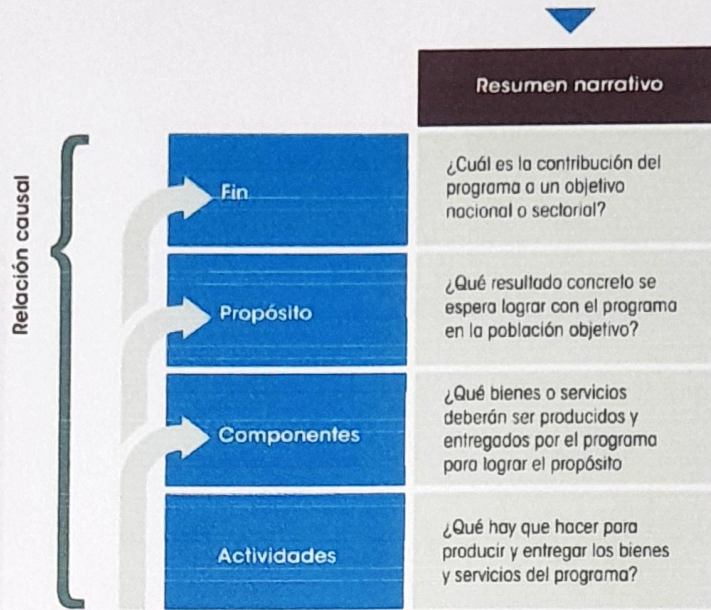 Resumen narrativo
Relación causal
Fin
¿Cuál es la contribución del
programa a un objetivo
nacional o sectorial?
Propósito
¿Qué resultado concreto se
espera lograr con el programa
en la población objetivo?
Componentes
¿Qué bienes o servicios
deberán ser producidos y
entregados por el programa
para lograr el propósito
Actividades
¿Qué hay que hacer para
producir y entregar los bienes
y servicios del programa?